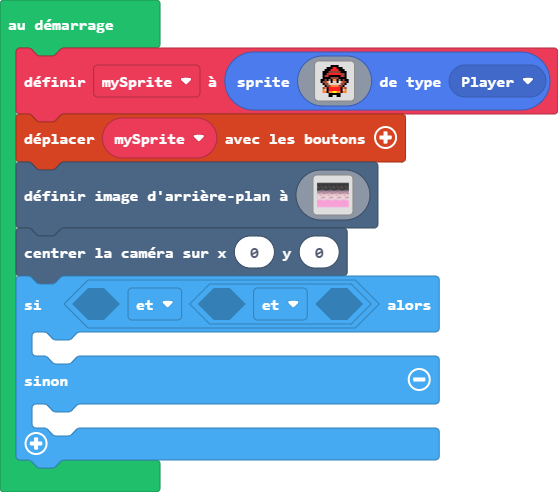 au démarrage
définir mySprite à sprite de type Player
déplacer mySprite avec les boutons
définir image d'arrière-plan à
centrer la caméra sur x 0 y 0
si et et alors
sinon